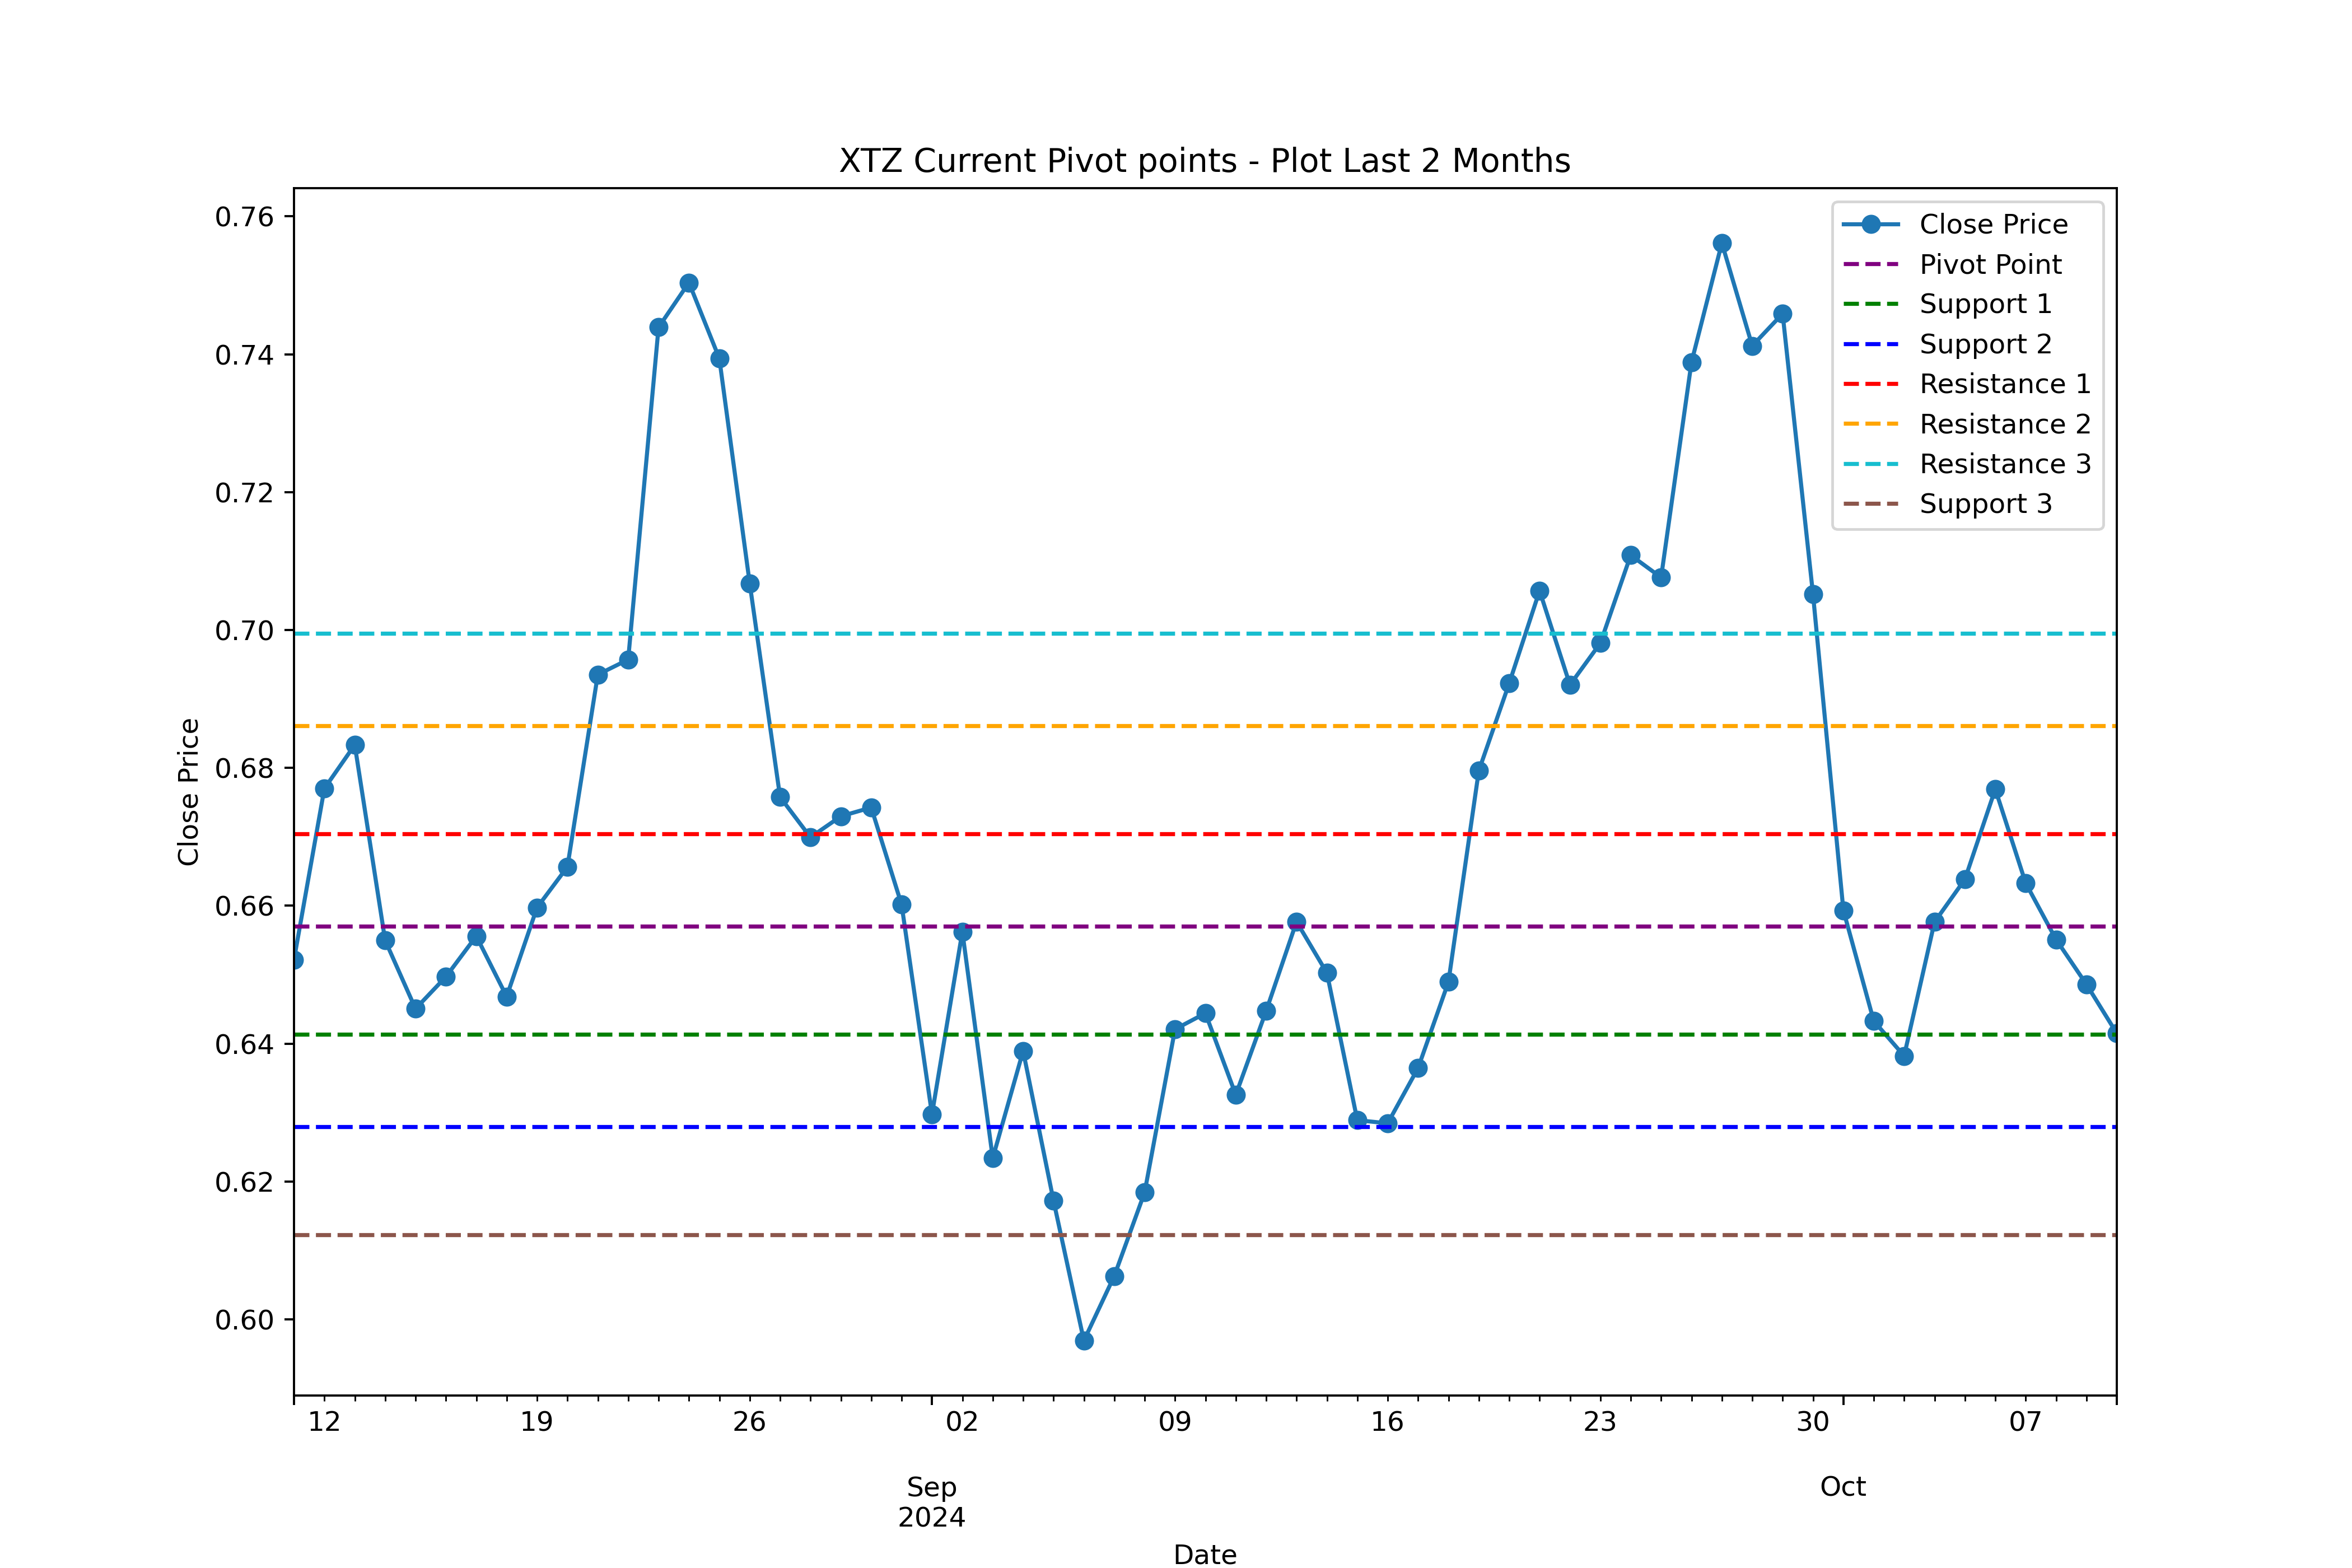 XTZ Current Pivot points - Plot Last 2 Months
Close Price
Pivot Point
Support 1
Support 2
Resistance 1
Resistance 2
Resistance 3
Support 3
0.76
0.74
0.72
0.70
0.68
0.66
0.64
0.62
0.60
Close Price
12 19 26 02 09 16 23 30 07
Sep Oct
2024
Date